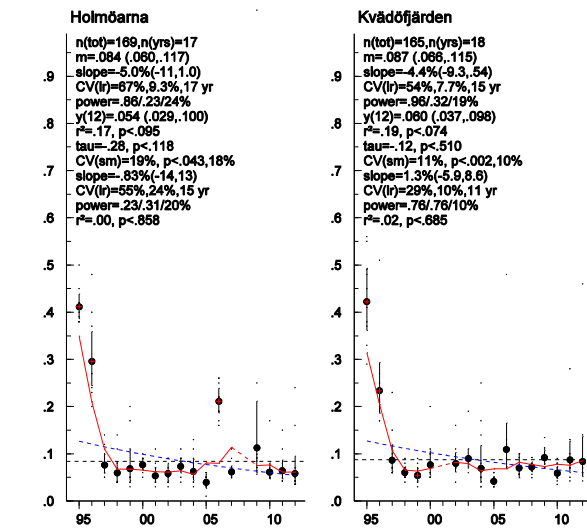 Holmöarna
n(tot)=169,n(yrs)=17
m=.084 (.060,.117)
slope=-5.0%(-11,1.0)
CV(lr)=67%,9.3%,17 yr
power=.86/.23/24%
y(12)=.054 (.029,.100)
r²=.17, p<.095
tau=-.28, p<.118
CV(sm)=19%, p<.043,18%
slope=-.83%(-14,13)
CV(lr)=55%,24%,15 yr
power=.23/.31/20%
r²=.00, p<.858
.9
.8
.7
.6
.5
.4
.3
.2
.1
.0
95 00 05 10
Kvädöfjärden
n(tot)=165,n(yrs)=18
m=.087 (.066,.115)
slope=-4.4%(-9.3,.54)
CV(lr)=54%,7.7%,15 yr
power=.96/.32/19%
y(12)=.060 (.037,.098)
r²=.19, p<.074
tau=-.12, p<.510
CV(sm)=11%, p<.002,10%
slope=1.3%(-5.9,8.6)
CV(lr)=29%,10%,11 yr
power=.76/.76/10%
r²=.02, p<.685
.9
.8
.7
.6
.5
.4
.3
.2
.1
.0
95 00 05 10